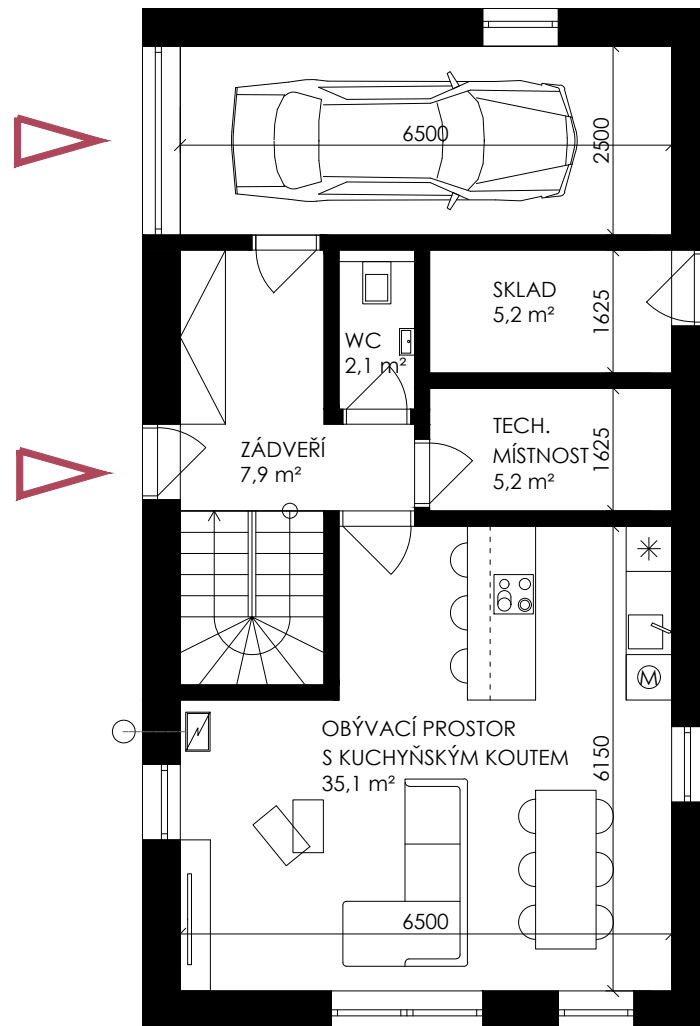 6500
2500
SKLAD
5,2 m²
1625
WC
2,1 m²
TECH.
MÍSTNOST
5,2 m²
1625
ZÁDVEŘÍ
7,9 m²
M
OBÝVACÍ PROSTOR
S KUCHYŇSKÝM KOUTEM
35,1 m²
6150
6500